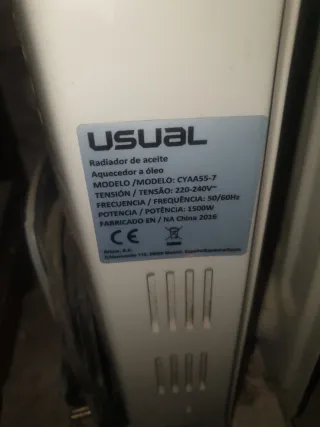 USUAL
Radiador de aceite
Aquecedor a óleo
MODELO /MODELO: CYAA55-7
TENSIÓN / TENSÃO: 220-240V~
FRECUENCIA / FREQUÊNCIA: 50/60Hz
POTENCIA / POTÊNCIA: 1500W
FABRICADO EN / NA China 2016
CE